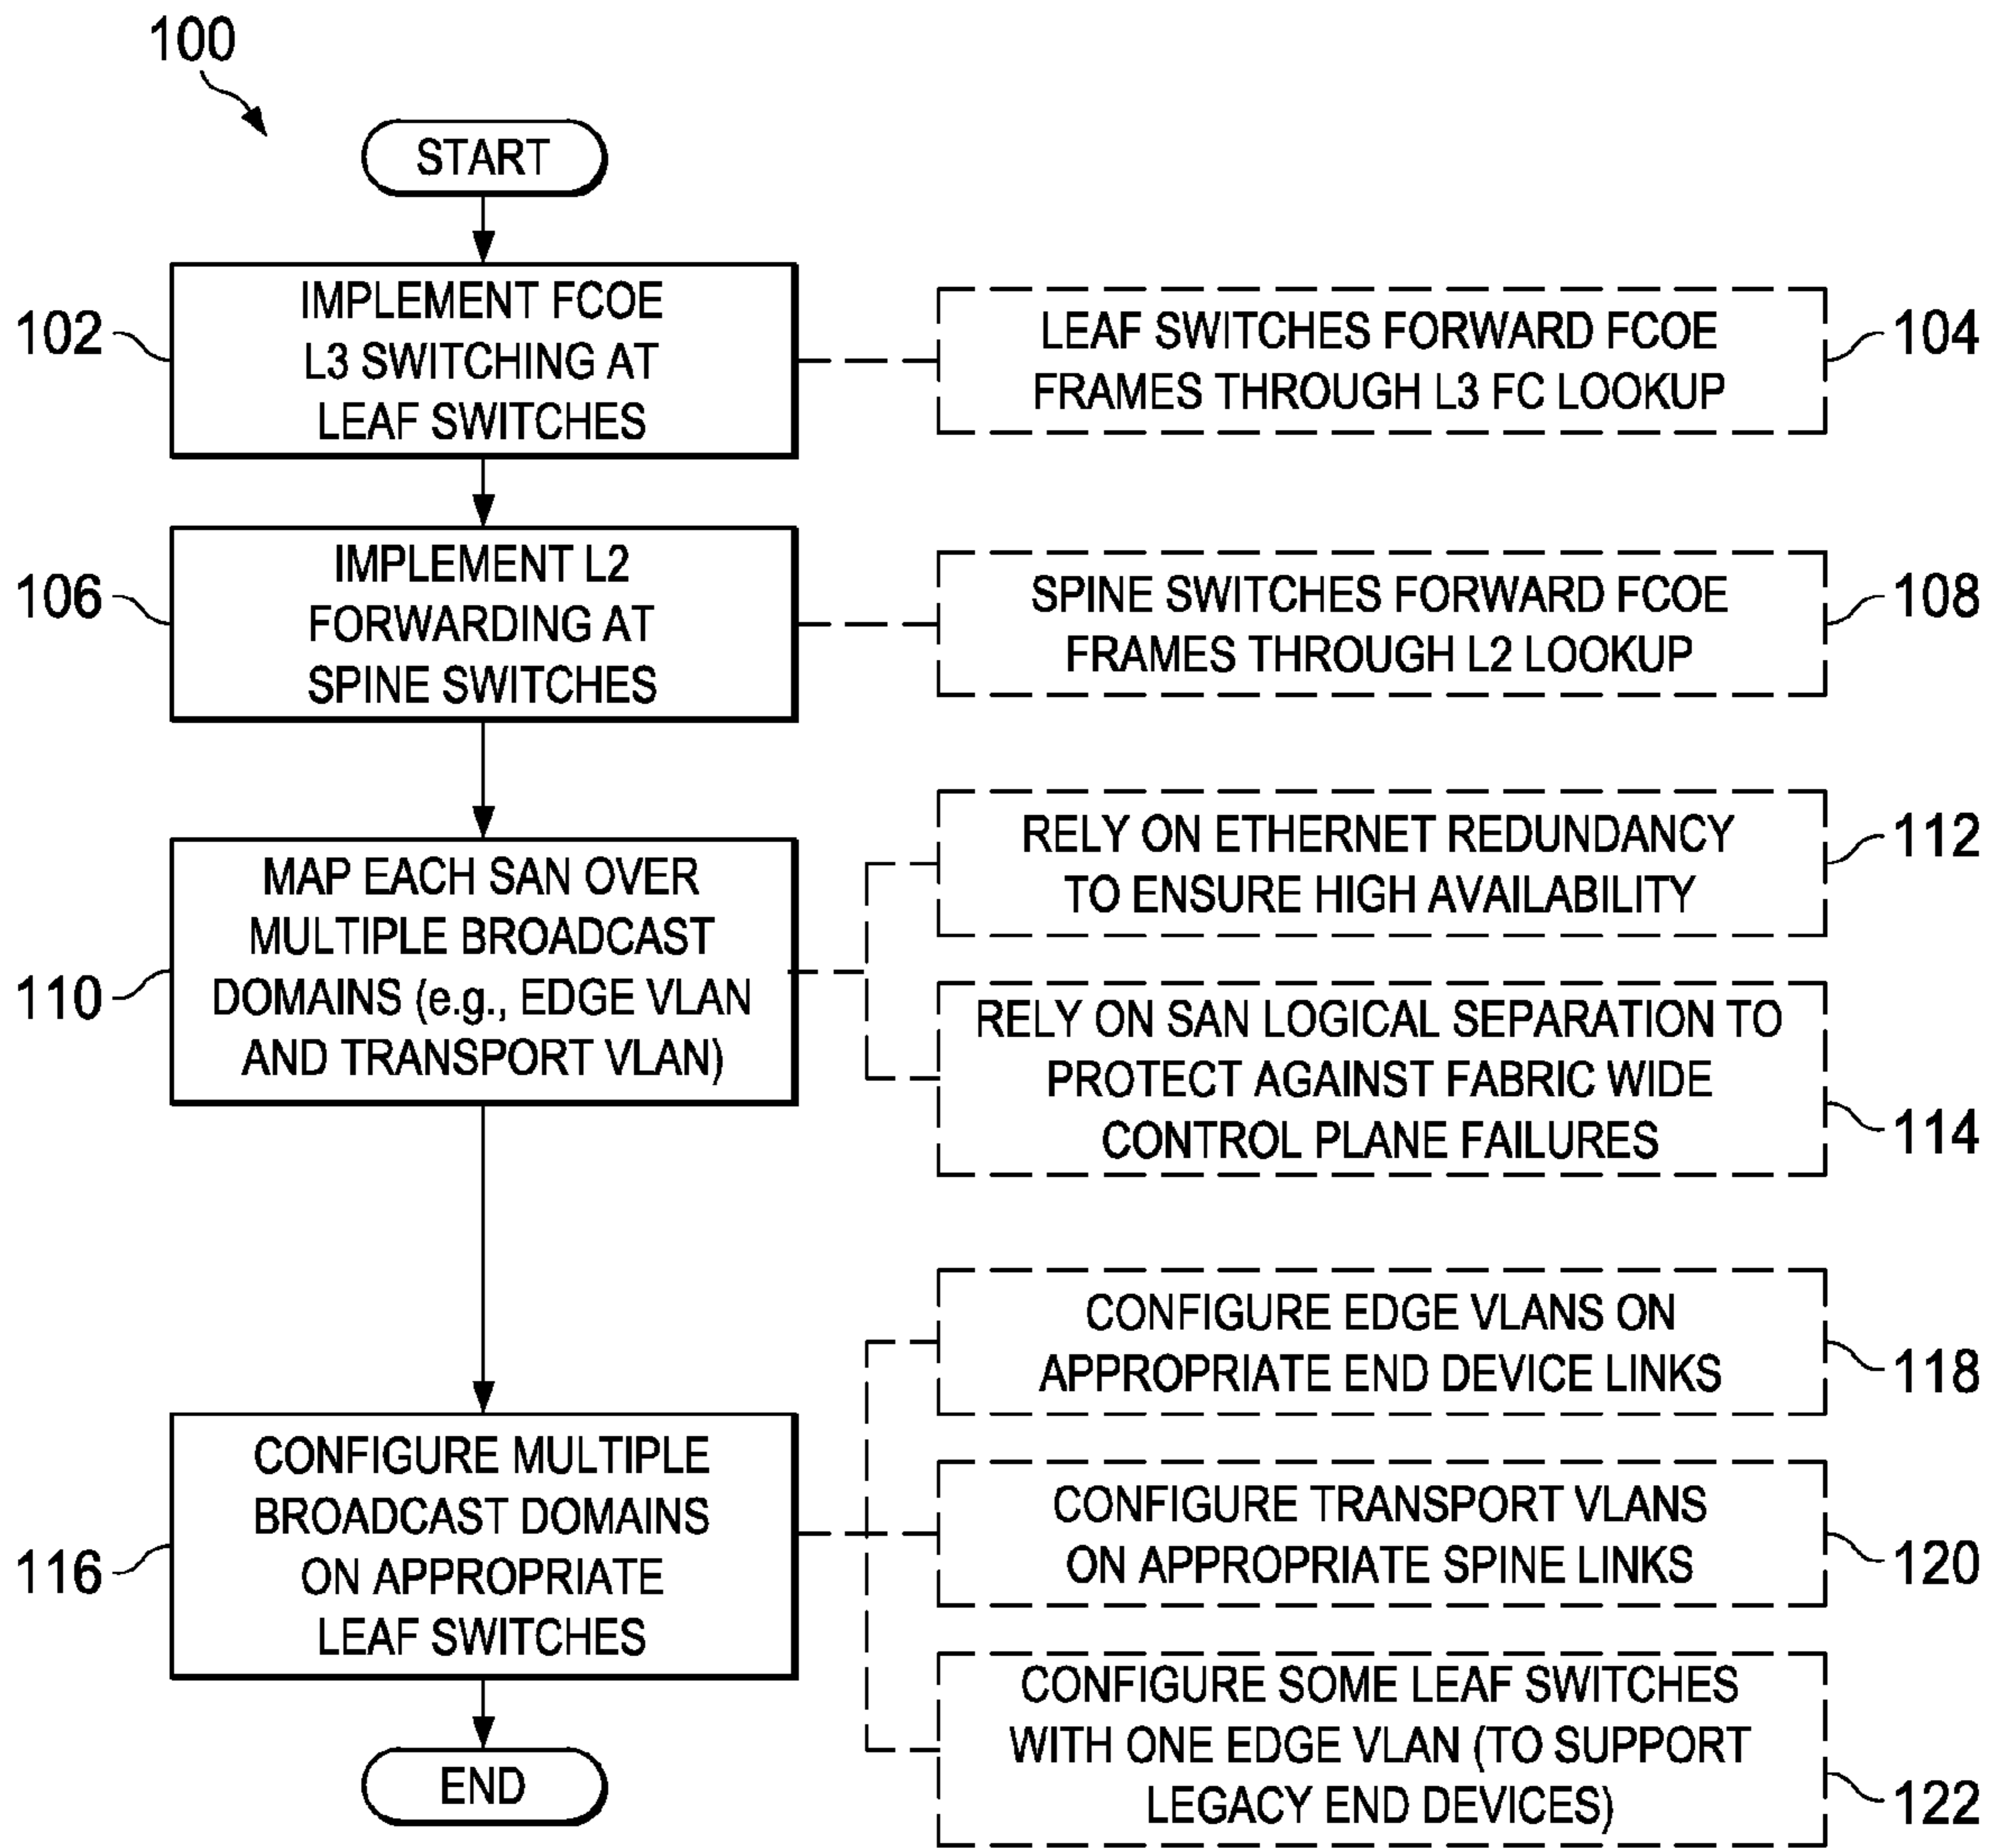 100
START
102
IMPLEMENT FCOE
L3 SWITCHING AT
LEAF SWITCHES
LEAF SWITCHES FORWARD FCOE
FRAMES THROUGH L3 FC LOOKUP
104
106
IMPLEMENT L2
FORWARDING AT
SPINE SWITCHES
SPINE SWITCHES FORWARD FCOE
FRAMES THROUGH L2 LOOKUP
108
110
MAP EACH SAN OVER
MULTIPLE BROADCAST
DOMAINS (e.g., EDGE VLAN
AND TRANSPORT VLAN)
RELY ON ETHERNET REDUNDANCY
TO ENSURE HIGH AVAILABILITY
112
RELY ON SAN LOGICAL SEPARATION TO
PROTECT AGAINST FABRIC WIDE
CONTROL PLANE FAILURES
114
116
CONFIGURE MULTIPLE
BROADCAST DOMAINS
ON APPROPRIATE
LEAF SWITCHES
CONFIGURE EDGE VLANS ON
APPROPRIATE END DEVICE LINKS
118
CONFIGURE TRANSPORT VLANS
ON APPROPRIATE SPINE LINKS
120
CONFIGURE SOME LEAF SWITCHES
WITH ONE EDGE VLAN (TO SUPPORT
LEGACY END DEVICES)
122
END